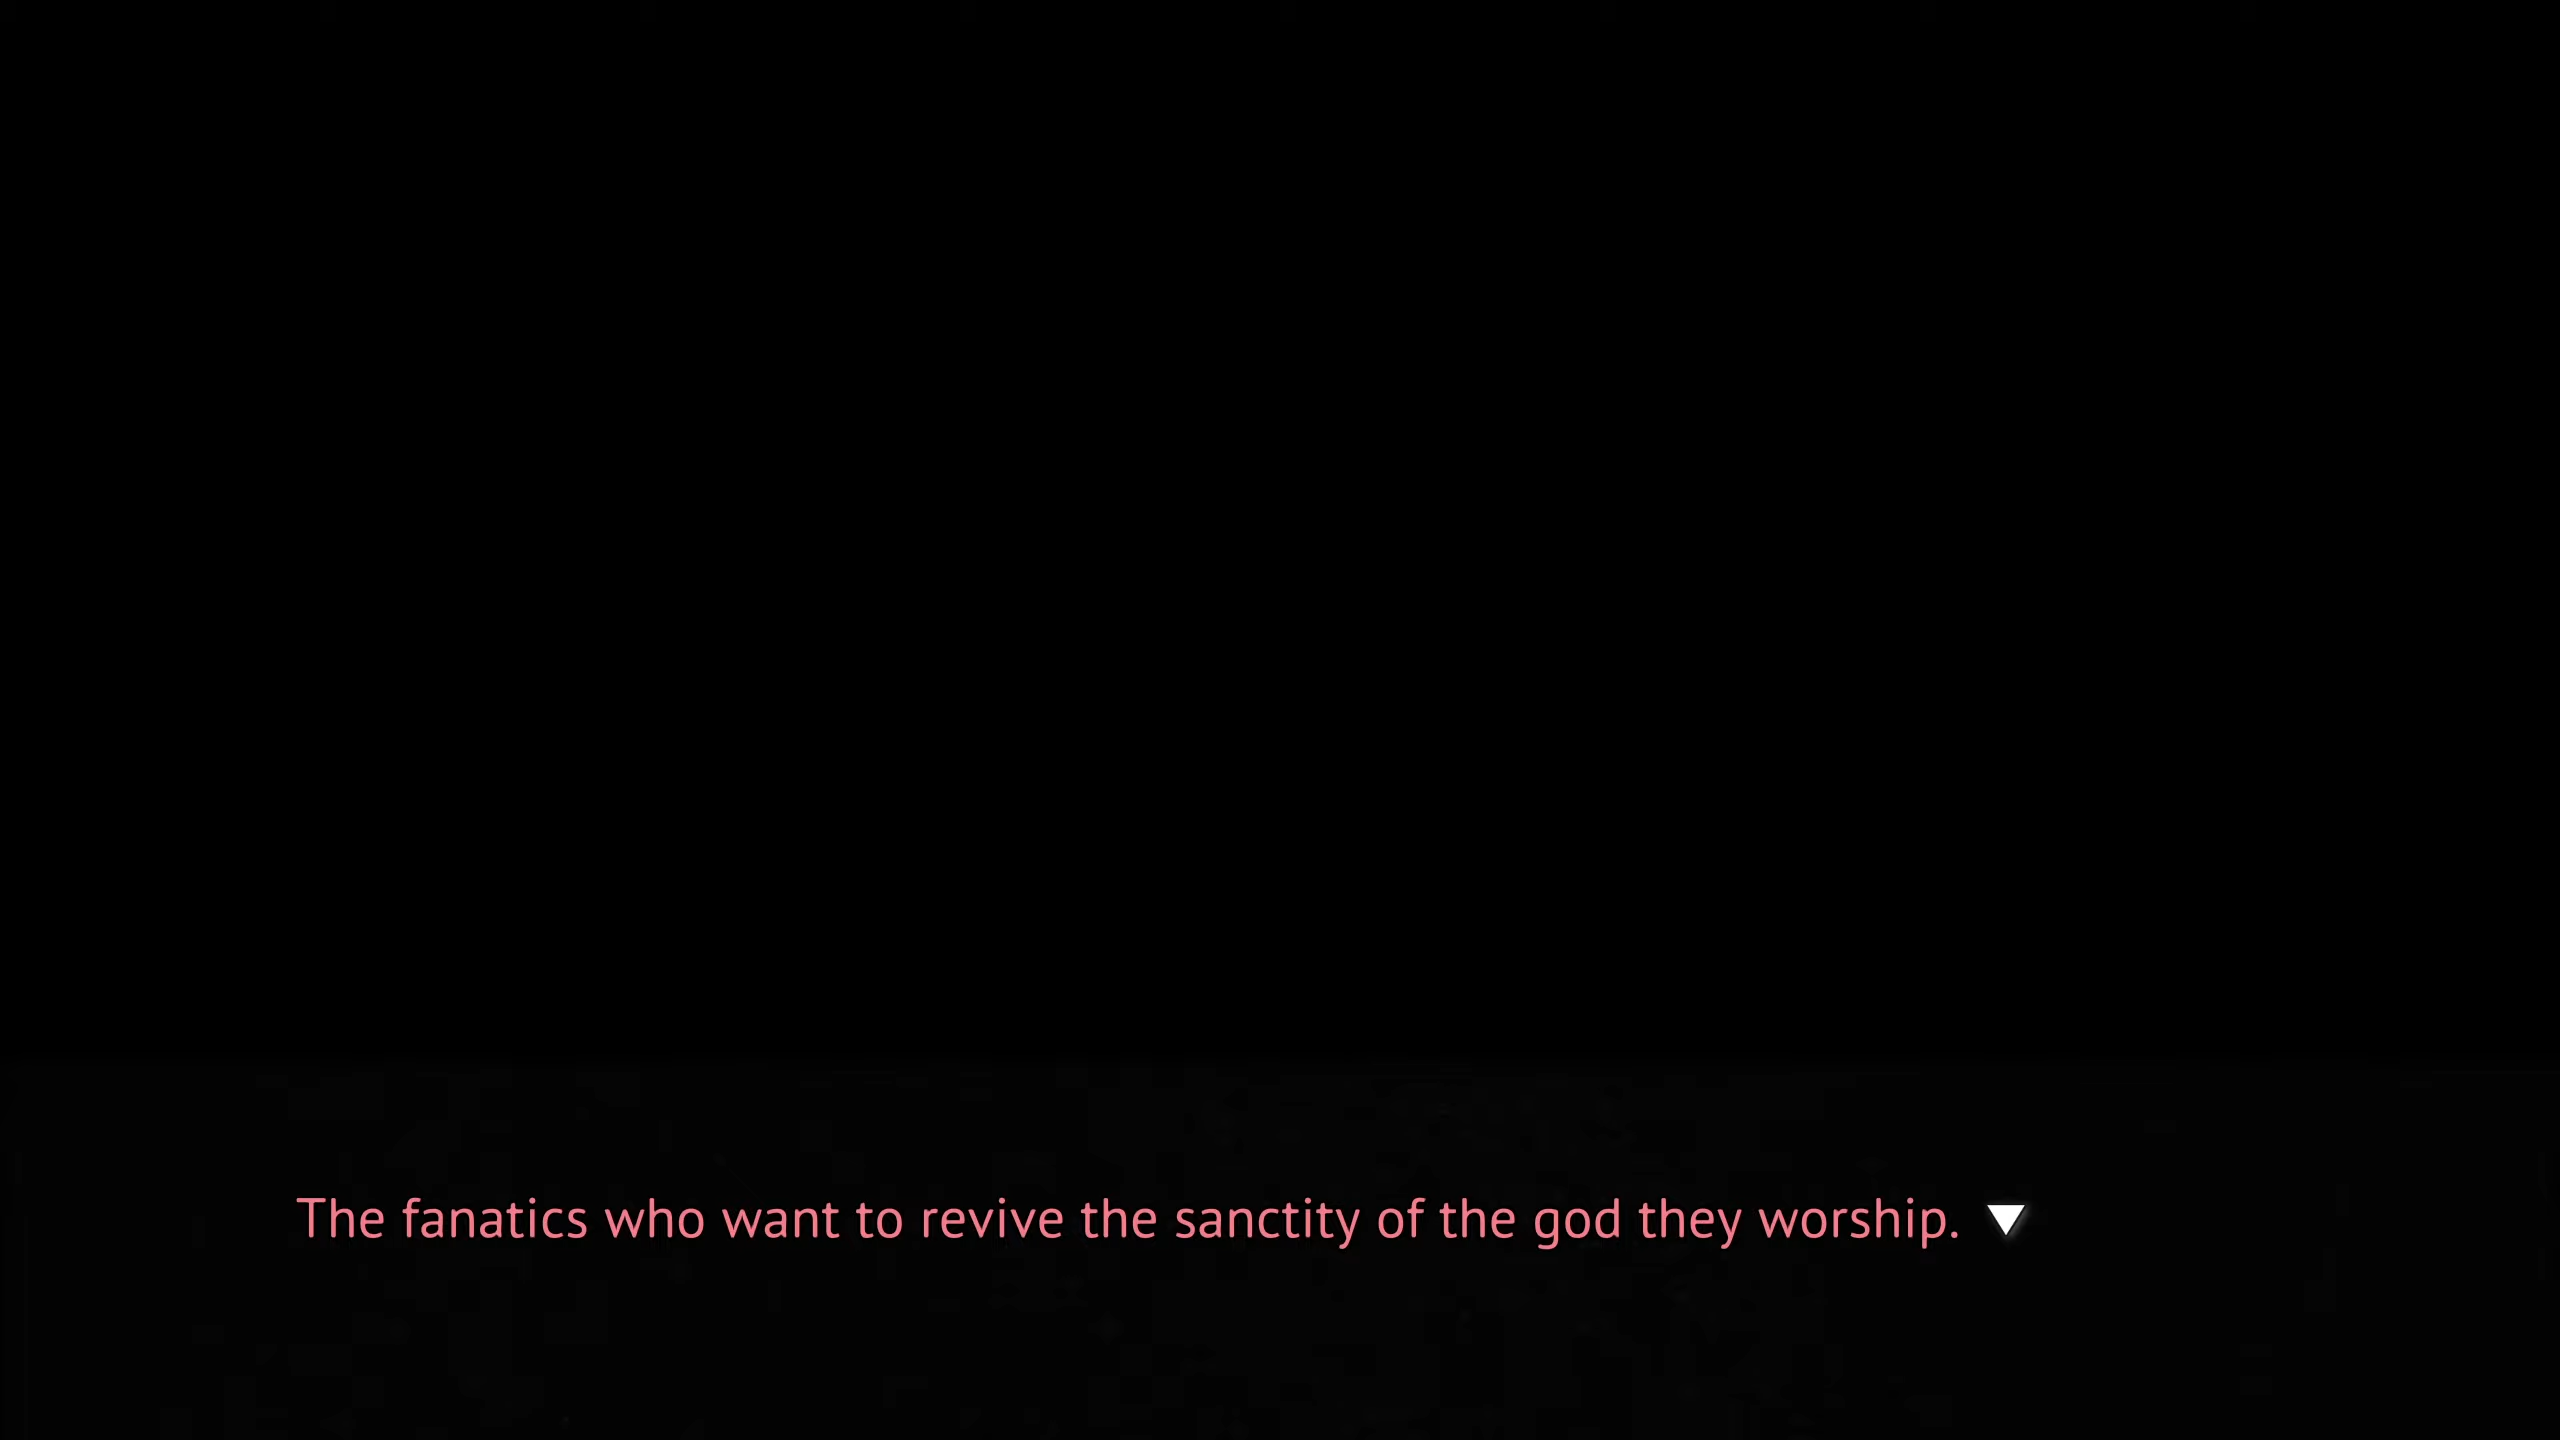 The fanatics who want to revive the sanctity of the god they worship.